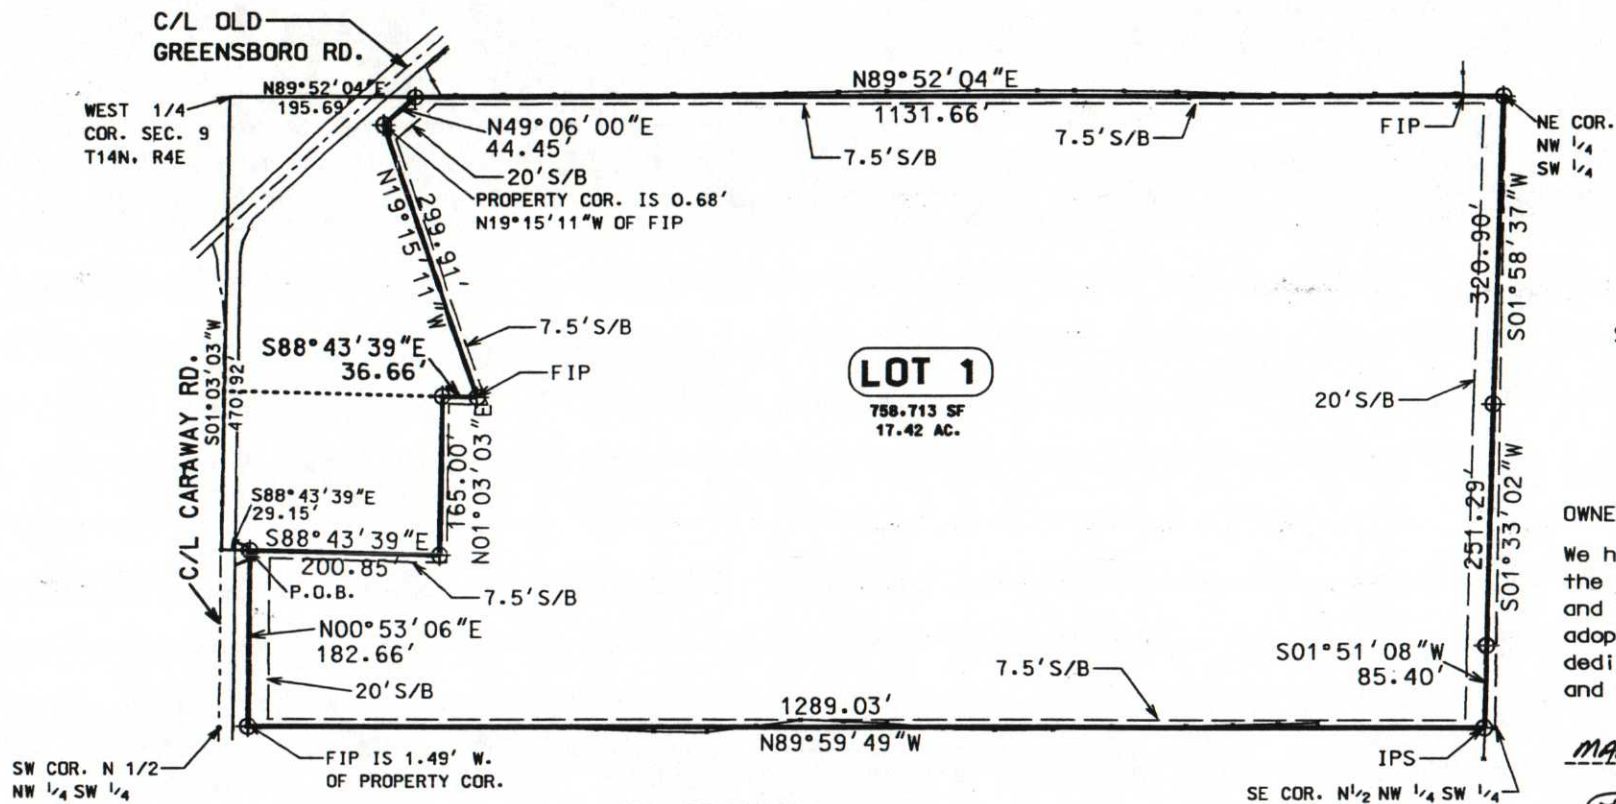 C/L OLD
GREENSBORO RD.
N89°52'04"E
195.69'
WEST 1/4
COR. SEC. 9
T14N. R4E
N89°52'04"E
1131.66'
FIP
NE COR.
NW 1/4
SW 1/4
N49°06'00"E
44.45'
7.5'S/B
7.5'S/B
20'S/B
PROPERTY COR. IS 0.68'
N19°15'11"W OF FIP
299.91'
N19°15'11"W
320.90'
S01°58'37"W
7.5'S/B
S88°43'39"E
36.66'
FIP
LOT 1
758.713 SF
17.42 AC.
20'S/B
C/L CARAWAY RD.
S01°03'03"W
470.92'
165.00'
N01°03'03"E
S88°43'39"E
29.15'
S88°43'39"E
200.85'
P.O.B.
7.5'S/B
251.29'
S01°33'02"W
OWNE
We h
the
and
adop
dedi
and
N00°53'06"E
182.66'
20'S/B
7.5'S/B
S01°51'08"W
85.40'
1289.03'
N89°59'49"W
FIP IS 1.49' W.
OF PROPERTY COR.
IPS
SW COR. N 1/2
NW 1/4 SW 1/4
SE COR. N1/2 NW 1/4 SW 1/4